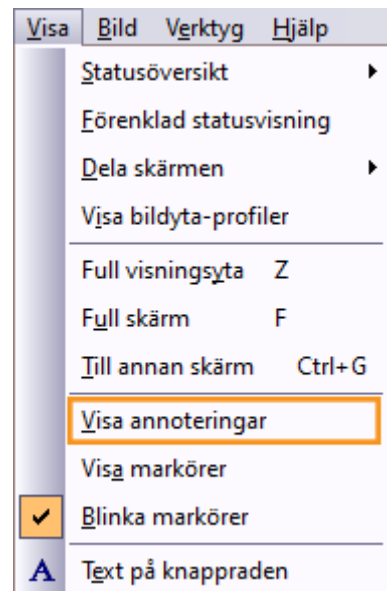 Visa Bild Verktyg Hjälp
Statusöversikt
Förenklad statusvisning
Dela skärmen
Visa bildyta-profiler
Full visningsyta Z
Full skärm F
Till annan skärm Ctrl+G
Visa annoteringar
Visa markörer
Blinka markörer
A Text på knappraden